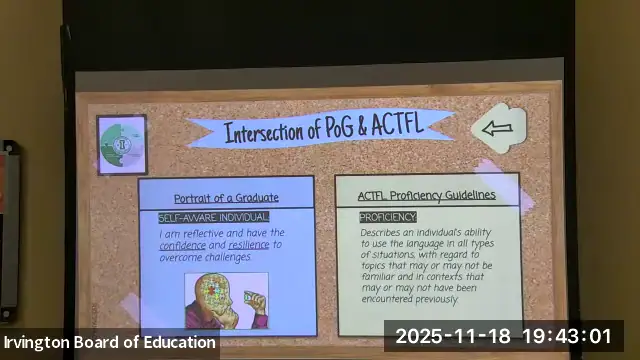 Intersection of PoG & ACTFL
Portrait of a Graduate
SELF-AWARE INDIVIDUAL:
I am reflective and have the
confidence and resilience to
overcome challenges.
ACTFL Proficiency Guidelines
PROFICIENCY:
Describes an individual's ability
to use the language in all types
of situations, with regard to
topics that may or may not be
familiar and in contexts that
may or may not have been
encountered previously.
Irvington Board of Education
2025-11-18 19:43:01